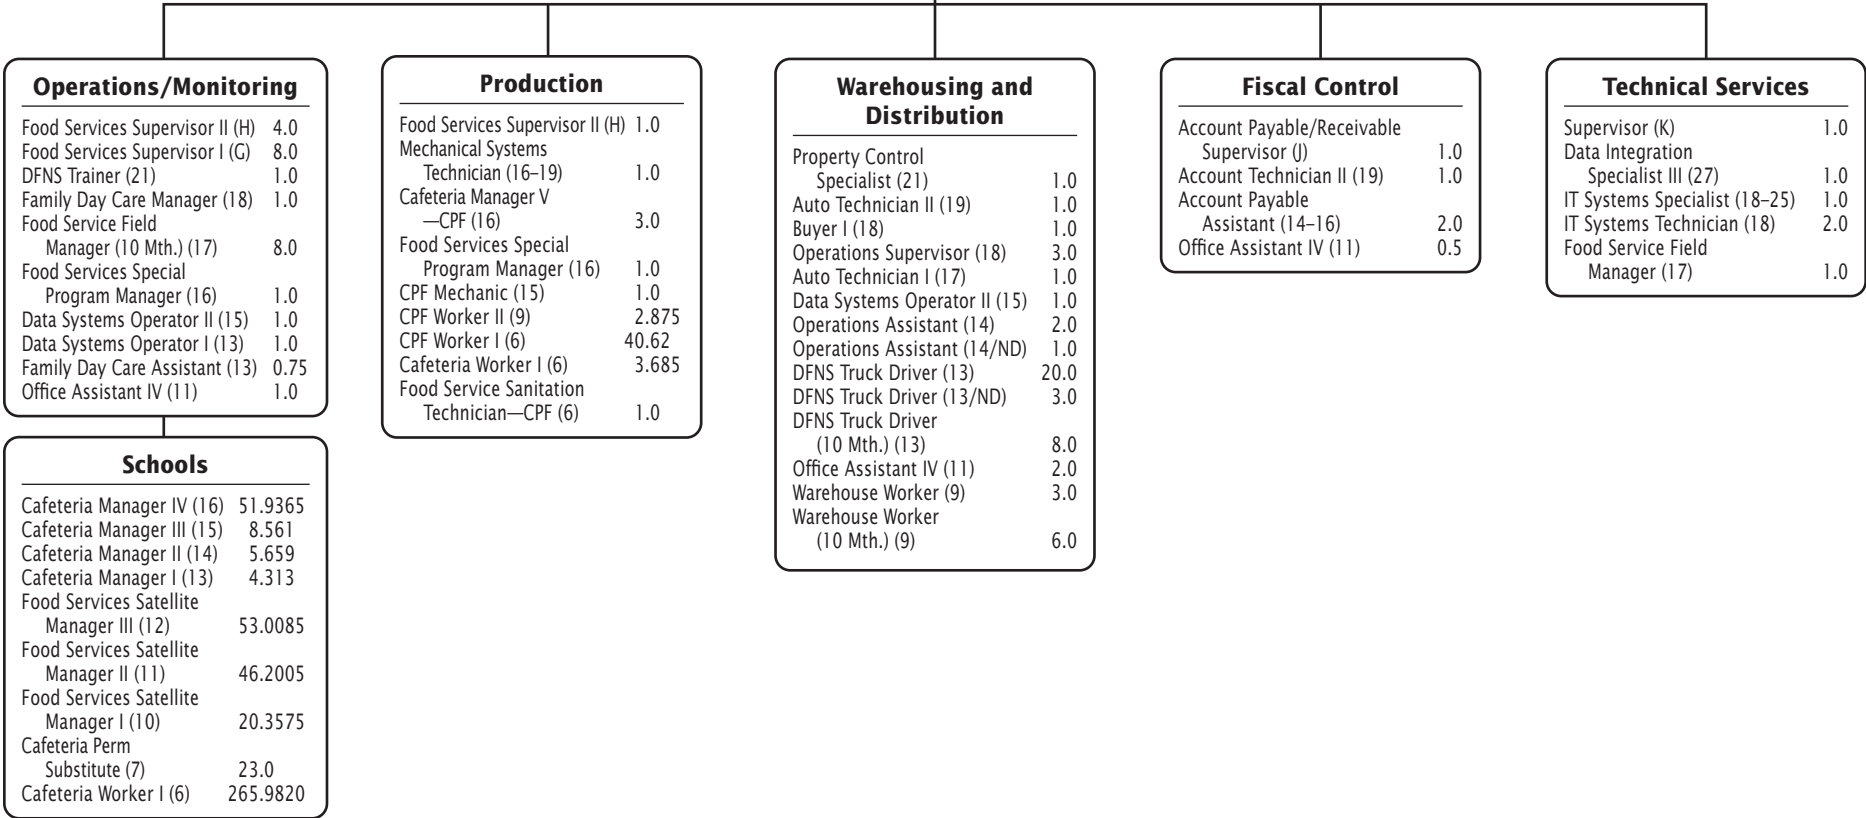 Operations/Monitoring
Food Services Supervisor II (H) 4.0
Food Services Supervisor I (G) 8.0
DFNS Trainer (21) 1.0
Family Day Care Manager (18) 1.0
Food Service Field
Manager (10 Mth.) (17) 8.0
Food Services Special
Program Manager (16) 1.0
Data Systems Operator II (15) 1.0
Data Systems Operator I (13) 1.0
Family Day Care Assistant (13) 0.75
Office Assistant IV (11) 1.0
Schools
Cafeteria Manager IV (16) 51.9365
Cafeteria Manager III (15) 8.561
Cafeteria Manager II (14) 5.659
Cafeteria Manager I (13) 4.313
Food Services Satellite
Manager III (12) 53.0085
Food Services Satellite
Manager II (11) 46.2005
Food Services Satellite
Manager I (10) 20.3575
Cafeteria Perm
Substitute (7) 23.0
Cafeteria Worker I (6) 265.9820
Production
Food Services Supervisor II (H) 1.0
Mechanical Systems
Technician (16–19) 1.0
Cafeteria Manager V
—CPF (16) 3.0
Food Services Special
Program Manager (16) 1.0
CPF Mechanic (15) 1.0
CPF Worker II (9) 2.875
CPF Worker I (6) 40.62
Cafeteria Worker I (6) 3.685
Food Service Sanitation
Technician—CPF (6) 1.0
Warehousing and
Distribution
Property Control
Specialist (21) 1.0
Auto Technician II (19) 1.0
Buyer I (18) 1.0
Operations Supervisor (18) 3.0
Auto Technician I (17) 1.0
Data Systems Operator II (15) 1.0
Operations Assistant (14) 2.0
Operations Assistant (14/ND) 1.0
DFNS Truck Driver (13) 20.0
DFNS Truck Driver (13/ND) 3.0
DFNS Truck Driver
(10 Mth.) (13) 8.0
Office Assistant IV (11) 2.0
Warehouse Worker (9) 3.0
Warehouse Worker
(10 Mth.) (9) 6.0
Fiscal Control
Account Payable/Receivable
Supervisor (J) 1.0
Account Technician II (19) 1.0
Account Payable
Assistant (14–16) 2.0
Office Assistant IV (11) 0.5
Technical Services
Supervisor (K) 1.0
Data Integration
Specialist III (27) 1.0
IT Systems Specialist (18–25) 1.0
IT Systems Technician (18) 2.0
Food Service Field
Manager (17) 1.0